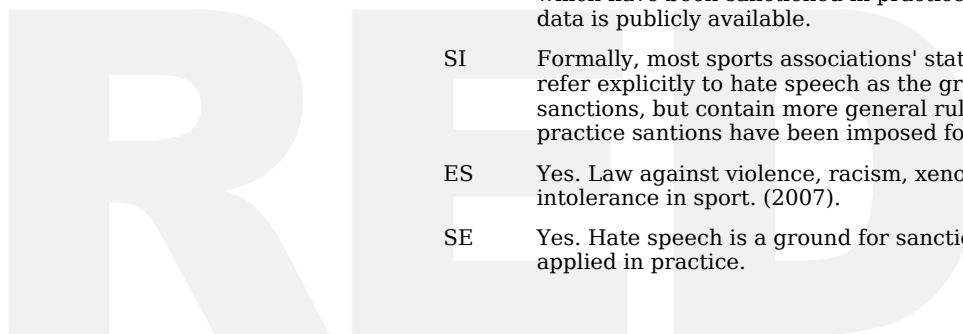 data is publicly available.
SI Formally, most sports associations' stat
refer explicitly to hate speech as the gr
sanctions, but contain more general rul
practice santions have been imposed fo
ES Yes. Law against violence, racism, xeno
intolerance in sport. (2007).
SE Yes. Hate speech is a ground for sanctio
applied in practice.
RED